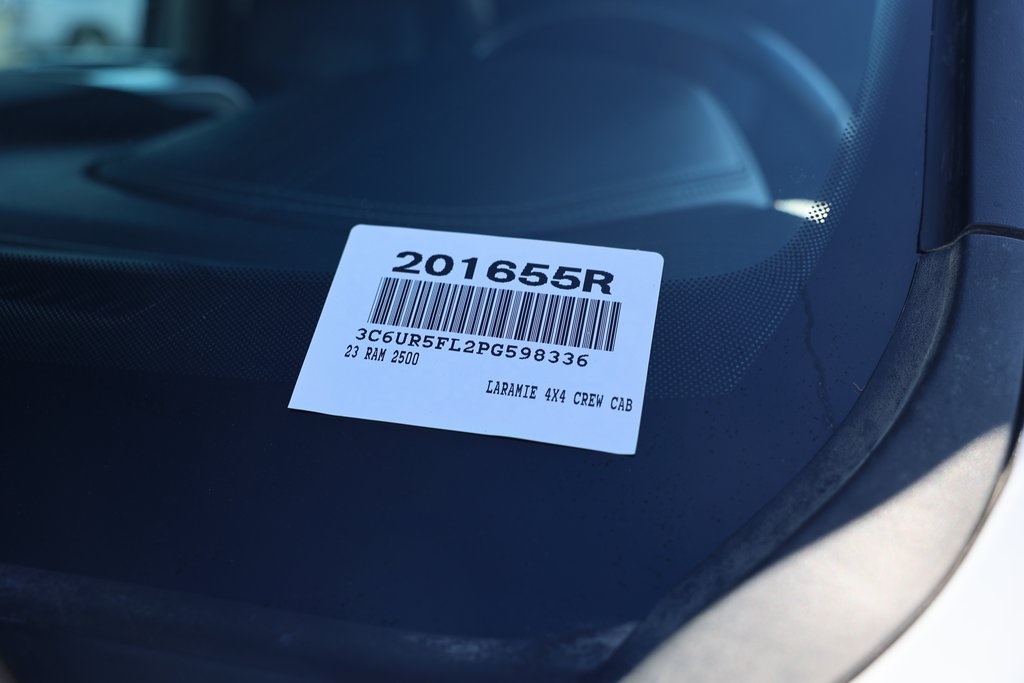 201655R
3C6UR5FL2PG598336
23 RAM 2500
LARAMIE 4X4 CREW CAB